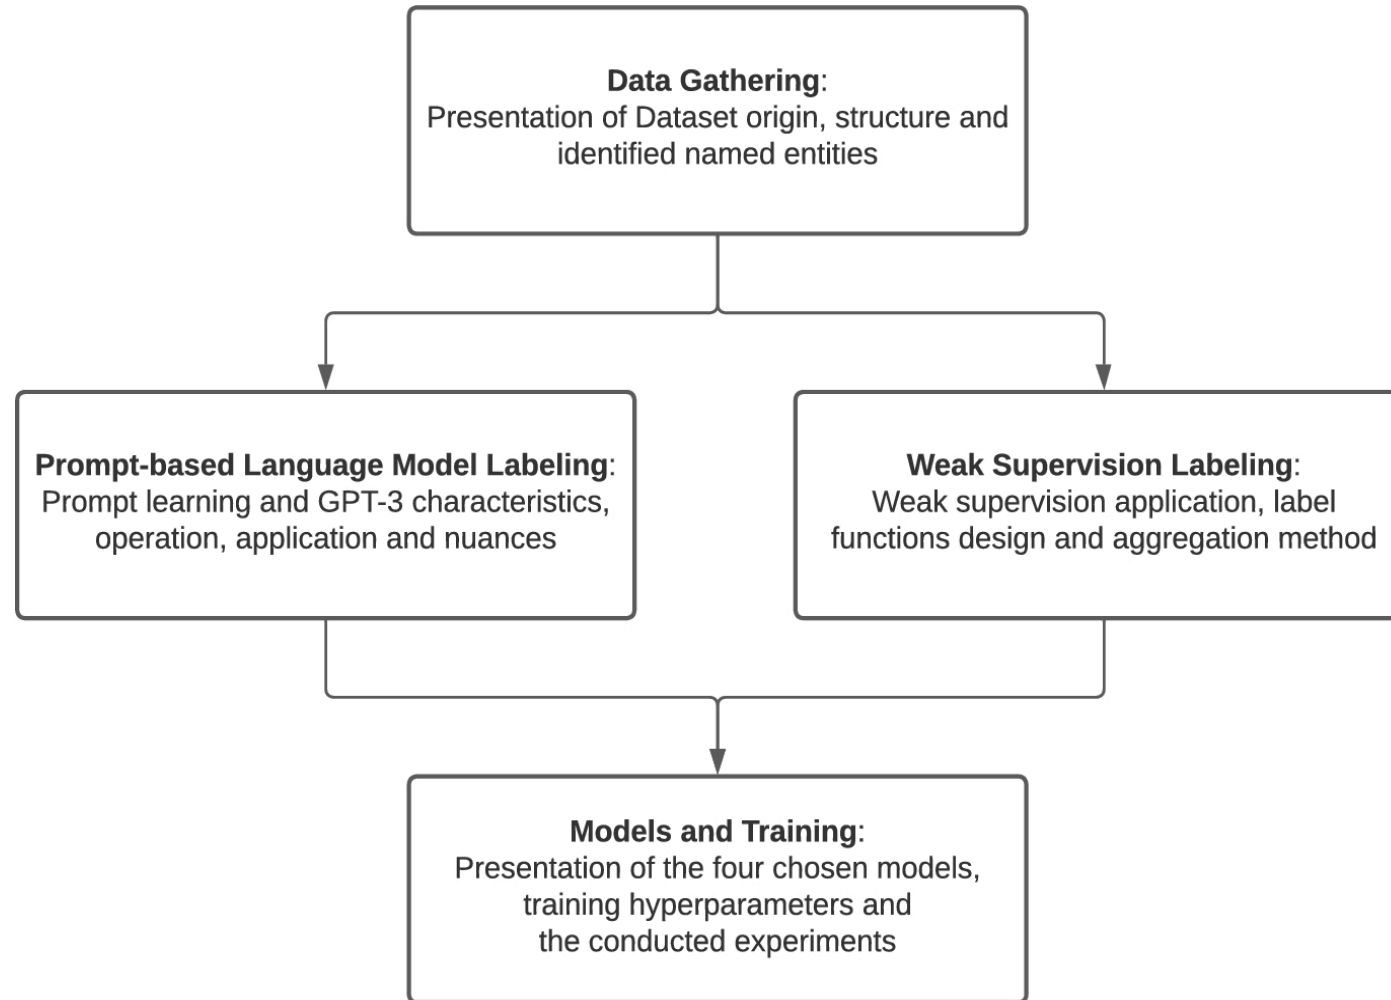 Data Gathering:
Presentation of Dataset origin, structure and
identified named entities
Prompt-based Language Model Labeling:
Prompt learning and GPT-3 characteristics,
operation, application and nuances
Weak Supervision Labeling:
Weak supervision application, label
functions design and aggregation method
Models and Training:
Presentation of the four chosen models,
training hyperparameters and
the conducted experiments